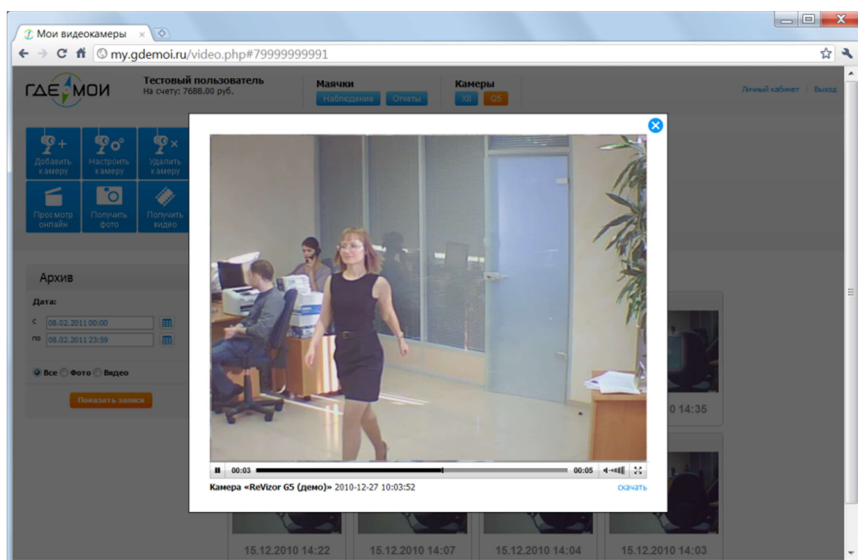 Мои видеокамеры
my.gdemoi.ru/video.php#79999999991
ГДЕ МОИ
Тестовый пользователь
На счету: 7688.00 руб.
Маячки
Наблюдение Отчеты
Камеры
X8 G5
Личный кабинет Выход
Добавить камеру
Настроить камеру
Удалить камеру
Просмотр онлайн
Получить фото
Получить видео
Архив
Дата:
с 08.02.2011 00:00
по 08.02.2011 23:59
Все Фото Видео
Показать записи
0 14:35
00:03 00:05
Камера «ReVizor G5 (демо)» 2010-12-27 10:03:52 скачать
15.12.2010 14:22 15.12.2010 14:07 15.12.2010 14:04 15.12.2010 14:03